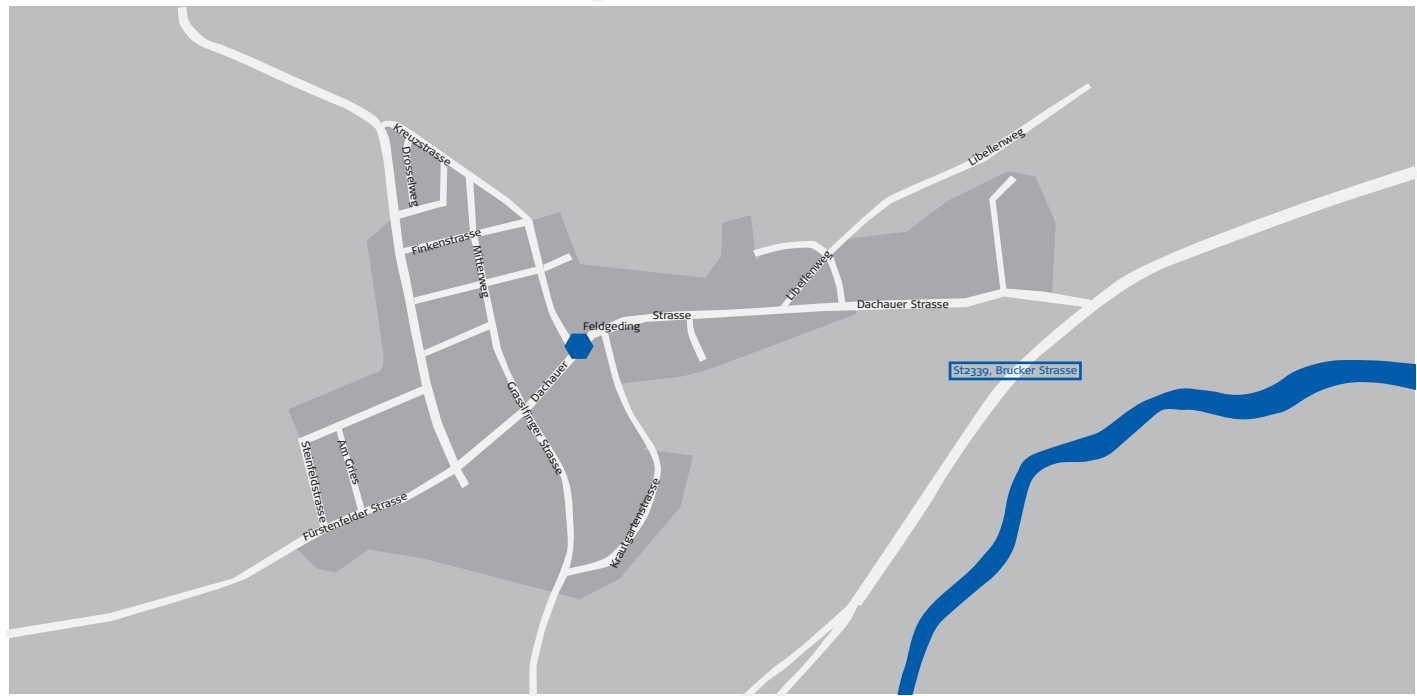 Kreuzstrasse
Drosselweg
Libellenweg
Finkenstrasse
Mitterweg
Libellenweg
Dachauer Strasse
Strasse
Feldgeding
St2339, Brucker Strasse
Dachauer
Grasslfinger Strasse
Steinfeldstrasse
Am Gries
Fürstenfelder Strasse
Krautgartenstrasse